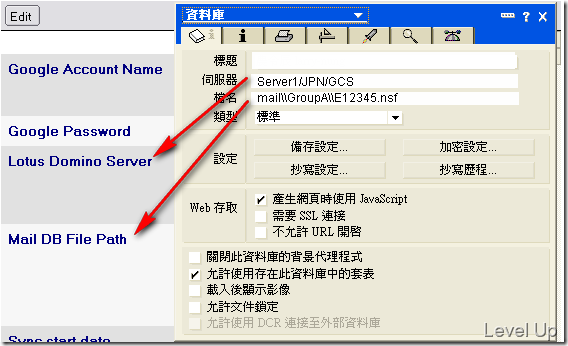 Edit
Google Account Name
Google Password
Lotus Domino Server
Mail DB File Path
Sync start date
資料庫
標題
伺服器 Server1/JPN/GCS
檔名 mail\\GroupA\\E12345.nsf
類型 標準
設定 備存設定... 加密設定...
抄寫設定... 抄寫歷程...
Web 存取
產生網頁時使用 JavaScript
需要 SSL 連接
不允許 URL 開啓
關閉此資料庫的背景代理程式
允許使用存在此資料庫中的套表
載入後顯示影像
允許文件鎖定
允許使用 DCR 連接至外部資料庫
Level Up